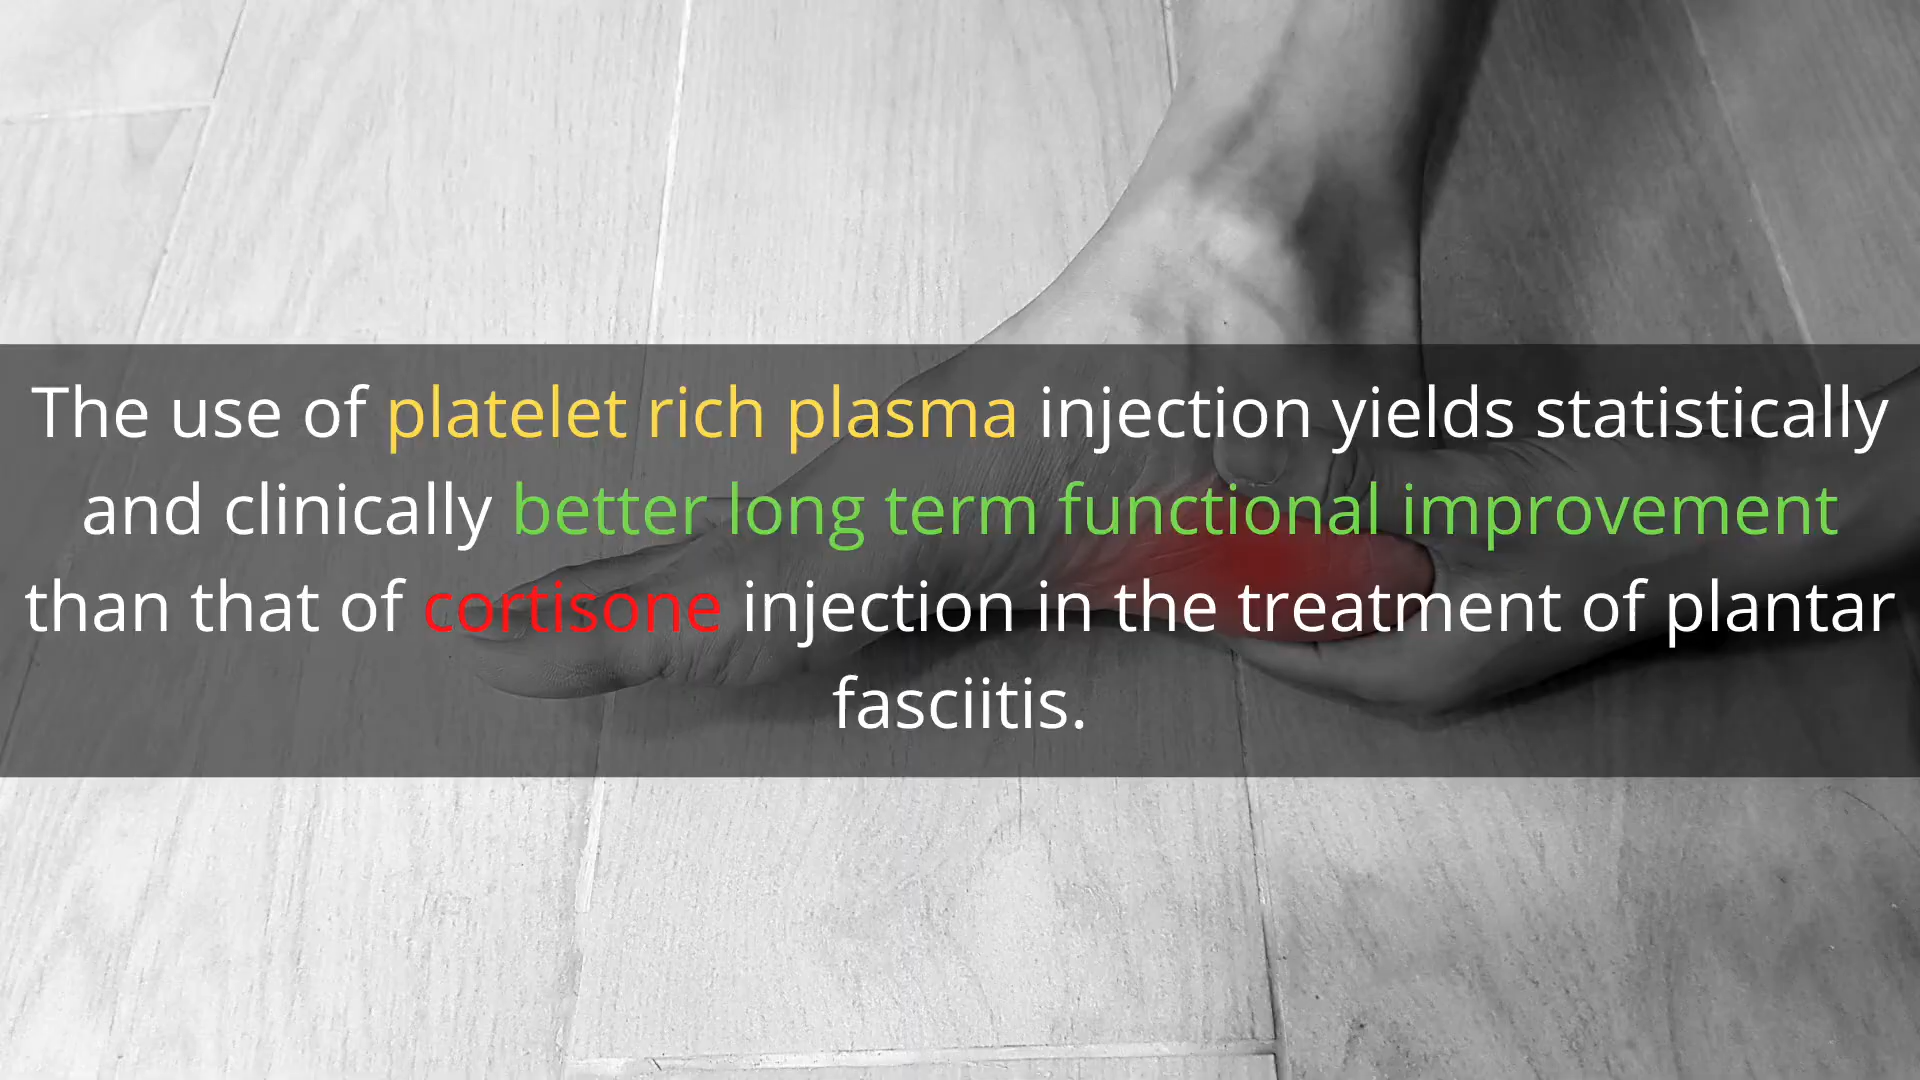 The use of platelet rich plasma injection yields statistically
and clinically better long term functional improvement
than that of cortisone injection in the treatment of plantar
fasciitis.